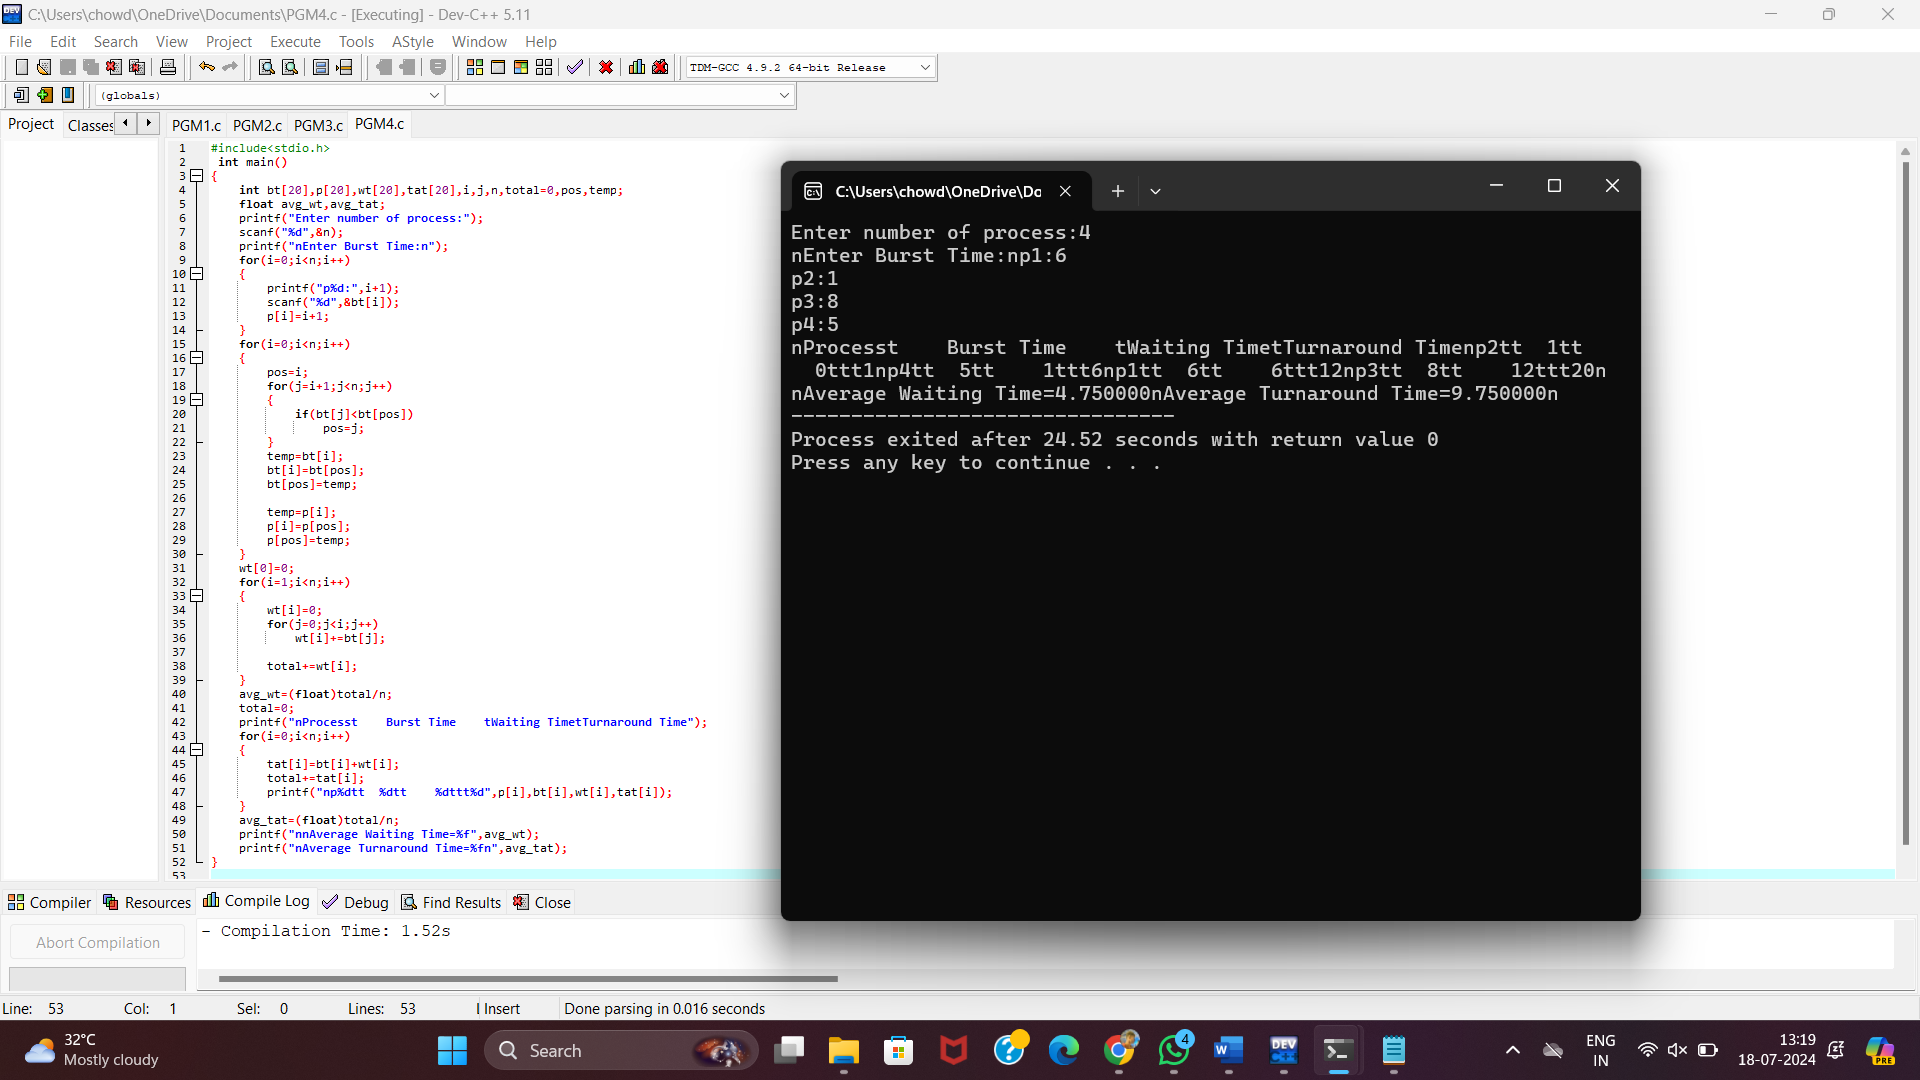 C:\Users\chowd\OneDrive\Documents\PGM4.c - [Executing] - Dev-C++ 5.11
File Edit Search View Project Execute Tools AStyle Window Help
TDM-GCC 4.9.2 64-bit Release
(globals)
Project Classes PGM1.c PGM2.c PGM3.c PGM4.c
1 #include<stdio.h>
2 int main()
3 {
4 int bt[20],p[20],wt[20],tat[20],i,j,n,total=0,pos,temp;
5 float avg_wt,avg_tat;
6 printf("Enter number of process:");
7 scanf("%d",&n);
8 printf("nEnter Burst Time:n");
9 for(i=0;i<n;i++)
10 {
11 printf("p%d:",i+1);
12 scanf("%d",&bt[i]);
13 p[i]=i+1;
14 }
15 for(i=0;i<n;i++)
16 {
17 pos=i;
18 for(j=i+1;j<n;j++)
19 {
20 if(bt[j]<bt[pos])
21 pos=j;
22 }
23 temp=bt[i];
24 bt[i]=bt[pos];
25 bt[pos]=temp;
26
27 temp=p[i];
28 p[i]=p[pos];
29 p[pos]=temp;
30 }
31 wt[0]=0;
32 for(i=1;i<n;i++)
33 {
34 wt[i]=0;
35 for(j=0;j<i;j++)
36 wt[i]+=bt[j];
37
38 total+=wt[i];
39 }
40 avg_wt=(float)total/n;
41 total=0;
42 printf("nProcesst    Burst Time    tWaiting TimetTurnaround Time");
43 for(i=0;i<n;i++)
44 {
45 tat[i]=bt[i]+wt[i];
46 total+=tat[i];
47 printf("np%dtt  %dtt    %dttt%d",p[i],bt[i],wt[i],tat[i]);
48 }
49 avg_tat=(float)total/n;
50 printf("nnAverage Waiting Time=%f",avg_wt);
51 printf("nAverage Turnaround Time=%fn",avg_tat);
52 }
53
C:\Users\chowd\OneDrive\Do
Enter number of process:4
nEnter Burst Time:np1:6
p2:1
p3:8
p4:5
nProcesst    Burst Time    tWaiting TimetTurnaround Timenp2tt  1tt
  0ttt1np4tt  5tt    1ttt6np1tt  6tt    6ttt12np3tt  8tt    12ttt20n
nAverage Waiting Time=4.750000nAverage Turnaround Time=9.750000n
--------------------------------
Process exited after 24.52 seconds with return value 0
Press any key to continue . . .
Compiler Resources Compile Log Debug Find Results Close
Abort Compilation
- Compilation Time: 1.52s
Line: 53 Col: 1 Sel: 0 Lines: 53 Insert Done parsing in 0.016 seconds
32°C
Mostly cloudy
Search
DEV
4
PRE
ENG
IN
13:19
18-07-2024